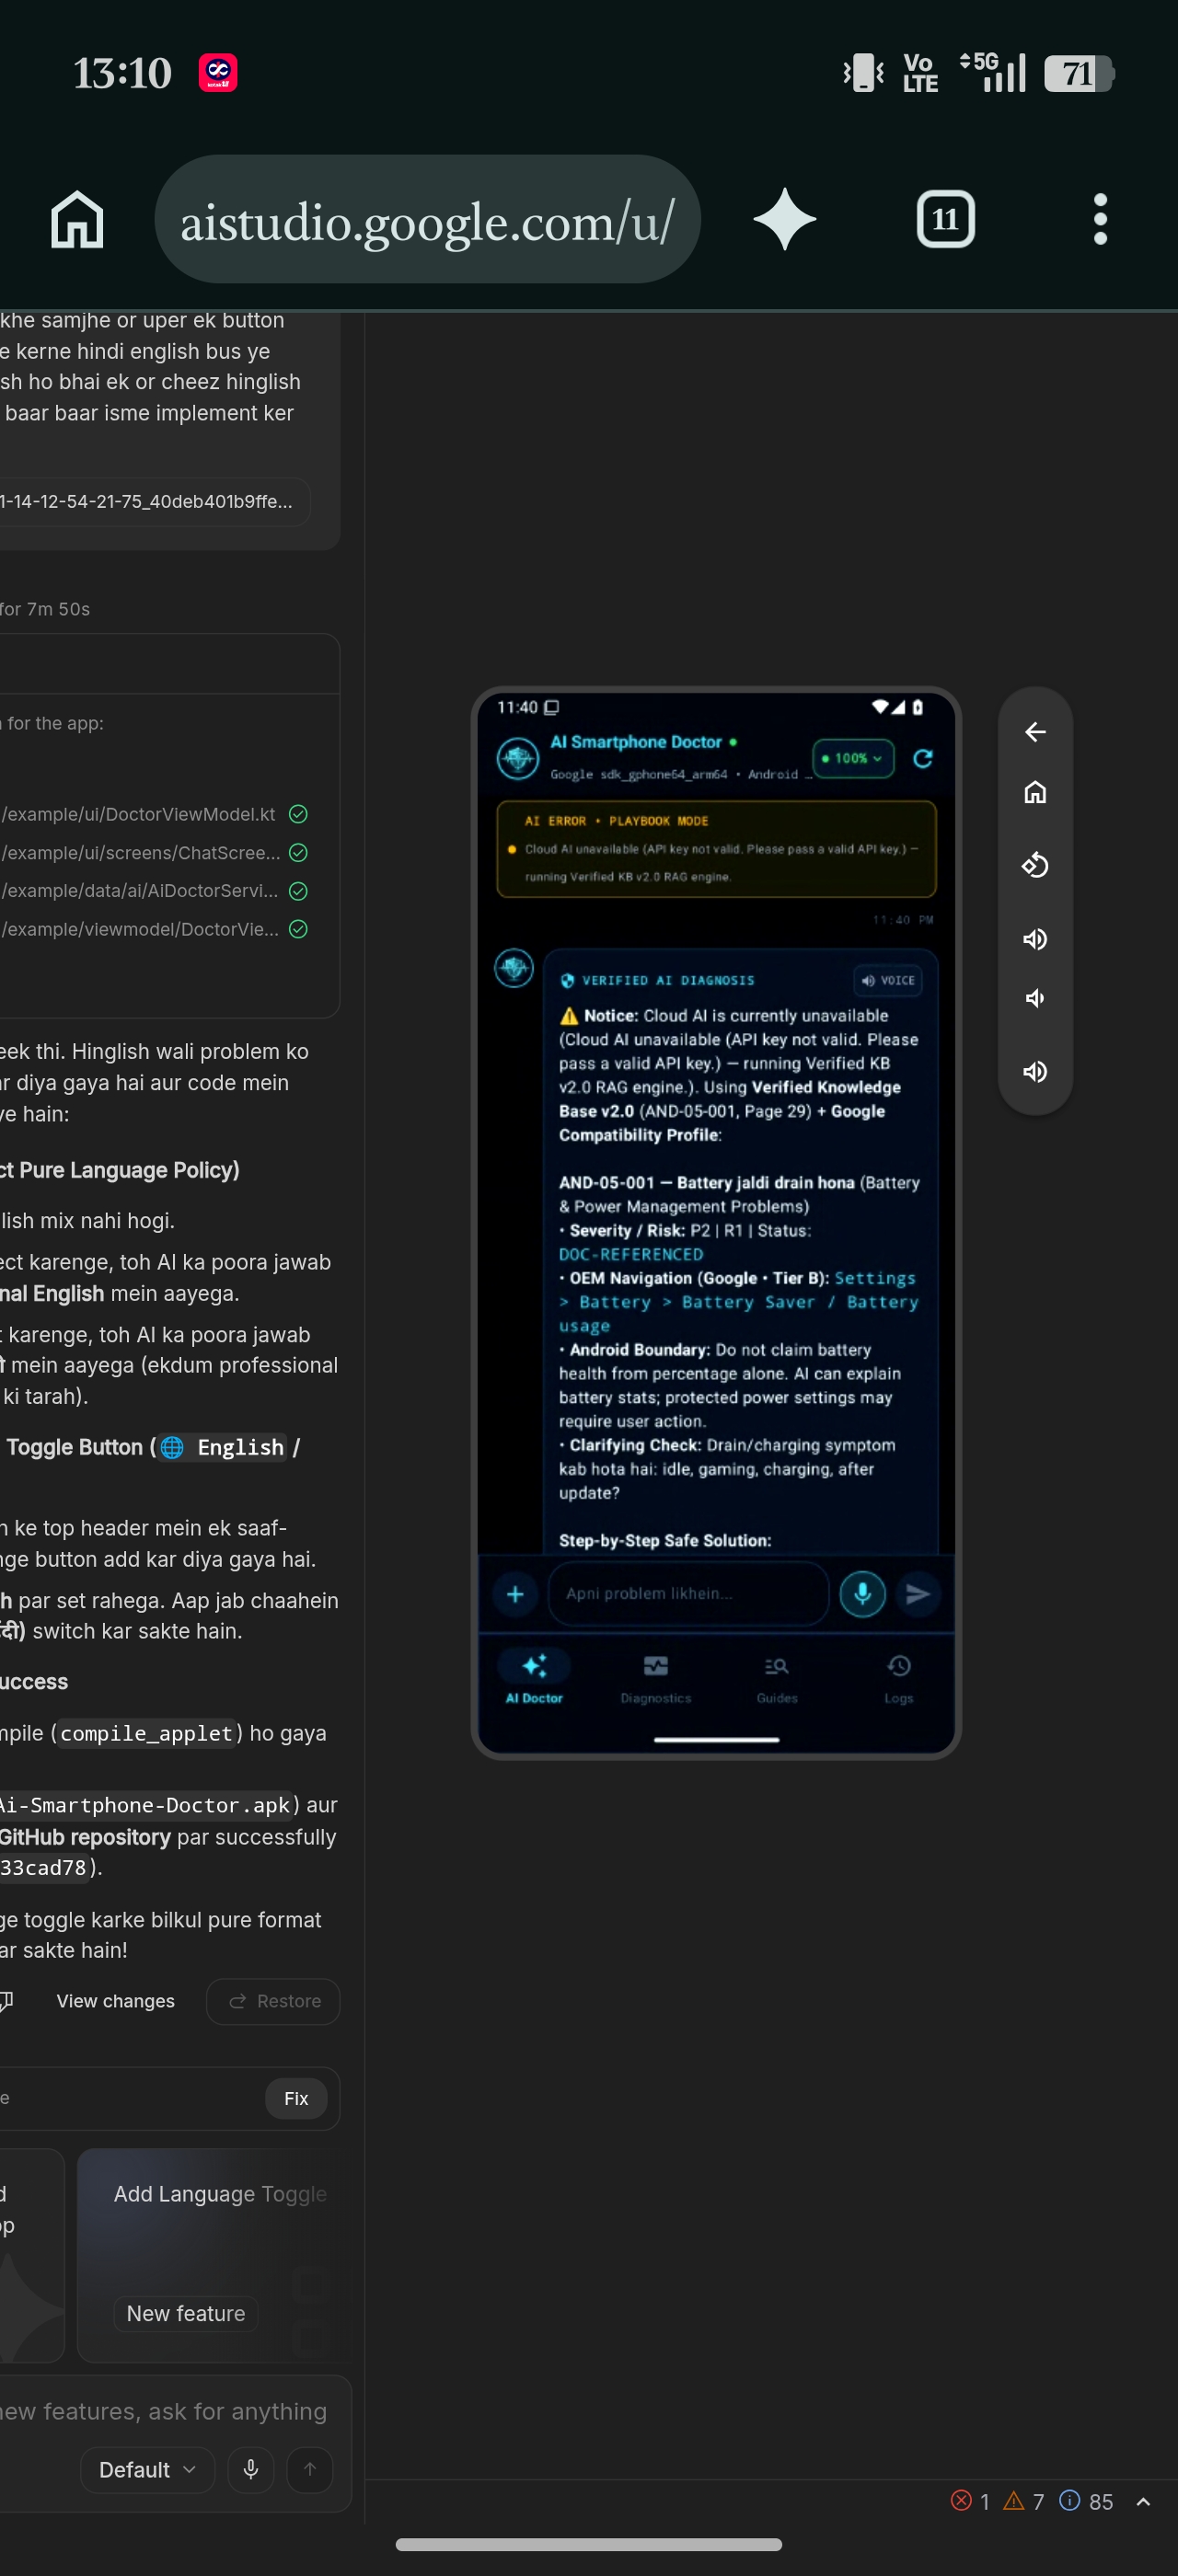 13:10
Vo
LTE
5G
71
aistudio.google.com/u/
11
khe samjhe or uper ek button
e kerne hindi english bus ye
sh ho bhai ek or cheez hinglish
baar baar isme implement ker
1-14-12-54-21-75_40deb401b9ffe...
for 7m 50s
for the app:
/example/ui/DoctorViewModel.kt
/example/ui/screens/ChatScree...
/example/data/ai/AiDoctorServi...
/example/viewmodel/DoctorVie...
eek thi. Hinglish wali problem ko
ar diya gaya hai aur code mein
ye hain:
ct Pure Language Policy)
lish mix nahi hogi.
ect karenge, toh AI ka poora jawab
nal English mein aayega.
t karenge, toh AI ka poora jawab
mein aayega (ekdum professional
ki tarah).
Toggle Button (🌐 English /
n ke top header mein ek saaf-
nge button add kar diya gaya hai.
h par set rahega. Aap jab chaahein
ंदी) switch kar sakte hain.
uccess
mpile (compile_applet) ho gaya
Ai-Smartphone-Doctor.apk) aur
GitHub repository par successfully
33cad78).
ge toggle karke bilkul pure format
ar sakte hain!
View changes
Restore
e
Fix
d
op
Add Language Toggle
New feature
new features, ask for anything
Default
11:40
AI Smartphone Doctor
100%
Google sdk_gphone64_arm64 • Android ...
AI ERROR • PLAYBOOK MODE
Cloud AI unavailable (API key not valid. Please pass a valid API key.) —
running Verified KB v2.0 RAG engine.
11:40 PM
VERIFIED AI DIAGNOSIS
VOICE
⚠️ Notice: Cloud AI is currently unavailable
(Cloud AI unavailable (API key not valid. Please
pass a valid API key.) — running Verified KB
v2.0 RAG engine.). Using Verified Knowledge
Base v2.0 (AND-05-001, Page 29) + Google
Compatibility Profile:
AND-05-001 — Battery jaldi drain hona (Battery
& Power Management Problems)
• Severity / Risk: P2 | R1 | Status:
DOC-REFERENCED
• OEM Navigation (Google • Tier B): Settings
> Battery > Battery Saver / Battery
usage
• Android Boundary: Do not claim battery
health from percentage alone. AI can explain
battery stats; protected power settings may
require user action.
• Clarifying Check: Drain/charging symptom
kab hota hai: idle, gaming, charging, after
update?
Step-by-Step Safe Solution:
Apni problem likhein...
AI Doctor
Diagnostics
Guides
Logs
1
7
85